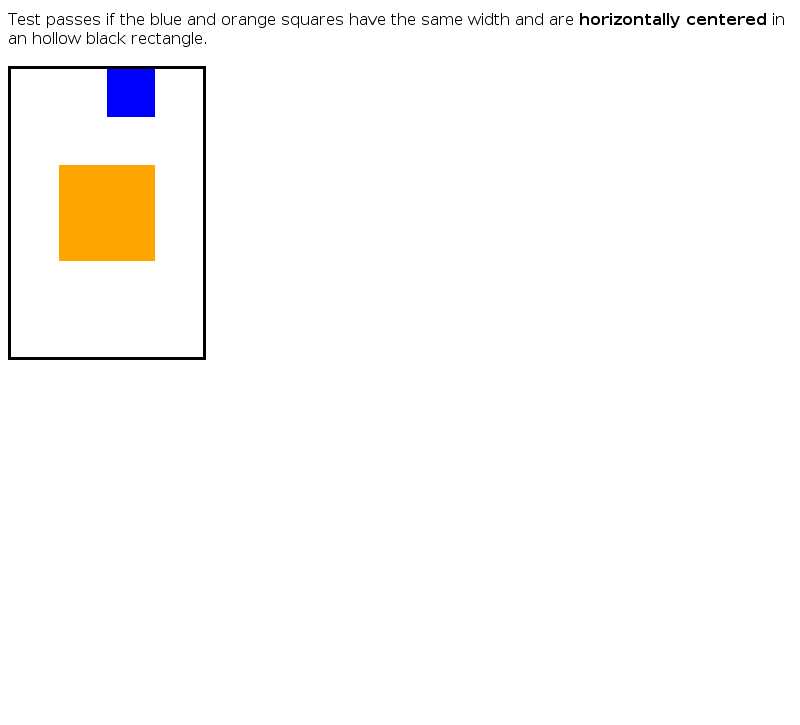 Test passes if the blue and orange squares have the same width and are horizontally centered in
an hollow black rectangle.